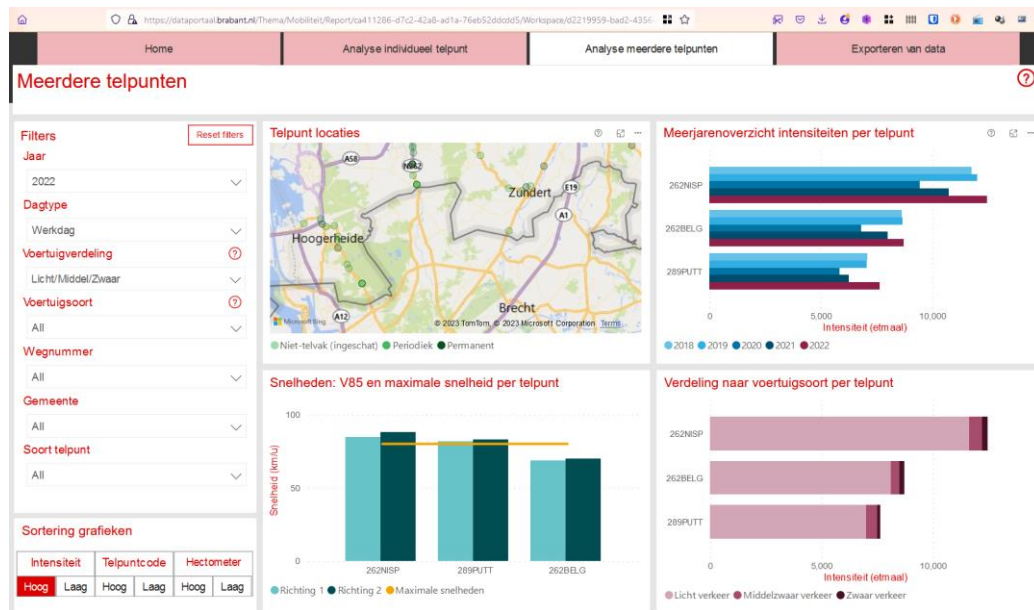 https://dataportaal.brabant.nl/Thema/Mobiliteit/Report/ca411286-d7c2-42a8-ad1a-76eb52ddcdd5/Workspace/d2219959-bad2-4356
Home
Analyse individueel telpunt
Analyse meerdere telpunten
Exporteren van data
Meerdere telpunten
Filters
Reset filters
Jaar
2022
Dagtype
Werkdag
Voertuigverdeling
Licht/Middel/Zwaar
Voertuigsoort
All
Wegnummer
All
Gemeente
All
Soort telpunt
All
Sortering grafieken
Intensiteit Telpuntcode Hectometer
Hoog Laag Hoog Laag Hoog Laag
Telpunt locaties
A58
Zundert
E19
A1
Hoogerheide
Brecht
A12
Microsoft Bing
© 2023 TomTom, © 2023 Microsoft Corporation Terms
Niet-telvak (ingeschat) Periodiek Permanent
Meerjarenoverzicht intensiteiten per telpunt
262NISP
262BELG
289PUTT
0 5.000 10.000
Intensiteit (etmaal)
2018 2019 2020 2021 2022
Snelheden: V85 en maximale snelheid per telpunt
100
50
0
Snelheid (km/u)
262NISP 289PUTT 262BELG
Richting 1 Richting 2 Maximale snelheden
Verdeling naar voertuigsoort per telpunt
262NISP
262BELG
289PUTT
0 5.000 10.000
Intensiteit (etmaal)
Licht verkeer Middelzwaar verkeer Zwaar verkeer